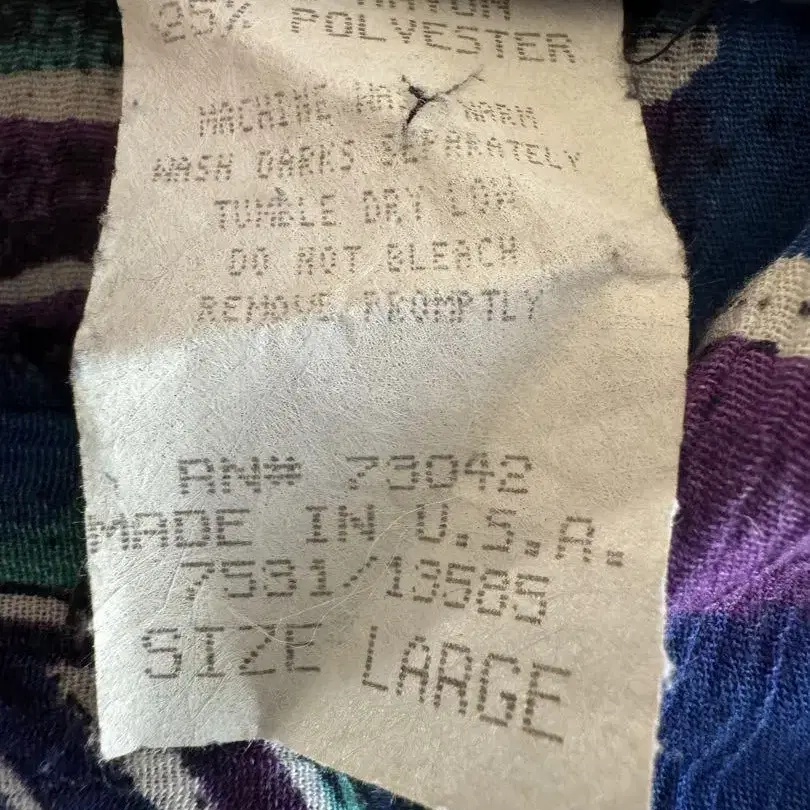 RAYON
POLYESTER
MACHINE WASH WARM
WASH DARKS SEPARATELY
TUMBLE DRY LOW
DO NOT BLEACH
REMOVE PROMPTLY
RN# 73042
MADE IN U.S.A.
7531/13585
SIZE LARGE